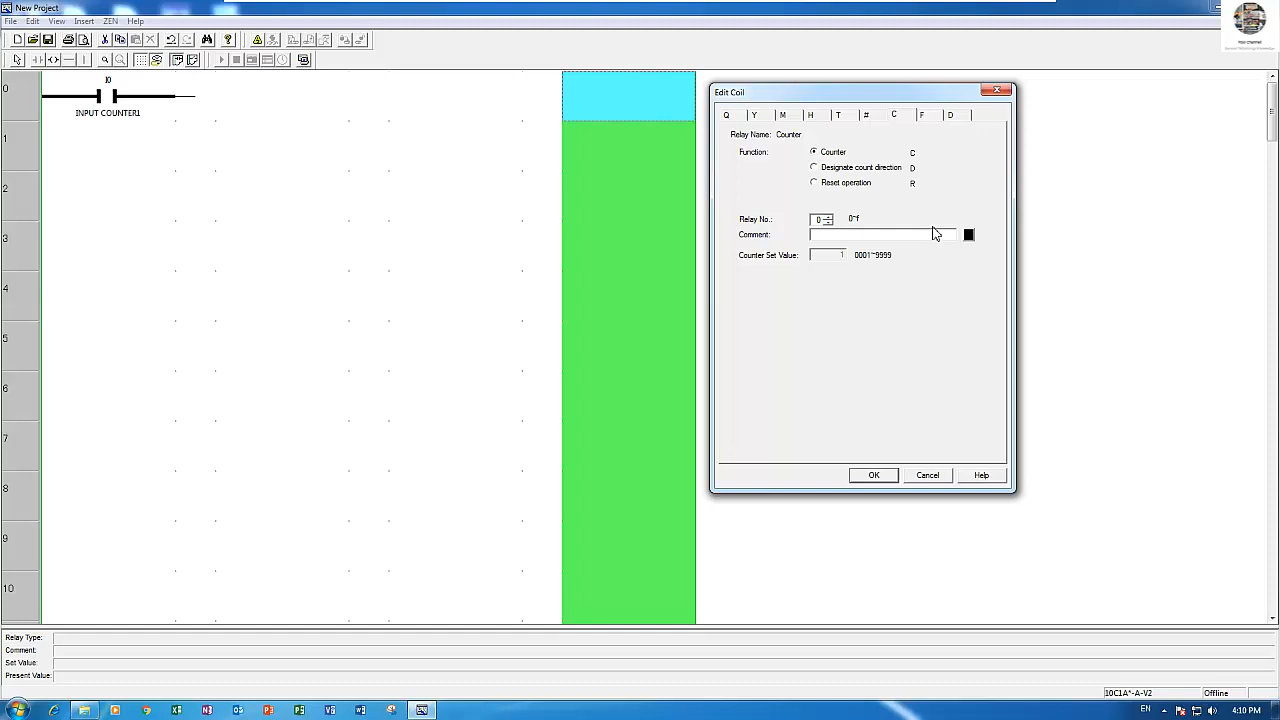 New Project
File Edit View Insert ZEN Help
0
I0
INPUT COUNTER1
1
2
3
4
5
6
7
8
9
10
Edit Coil
Q Y M H T # C F D
Relay Name: Counter
Function: Counter C
Designate count direction D
Reset operation R
Relay No.: 0 0~f
Comment:
Counter Set Value: 1 0001~9999
OK Cancel Help
Relay Type:
Comment:
Set Value:
Present Value:
10C1A*-A-V2 Offline
EN 4:10 PM